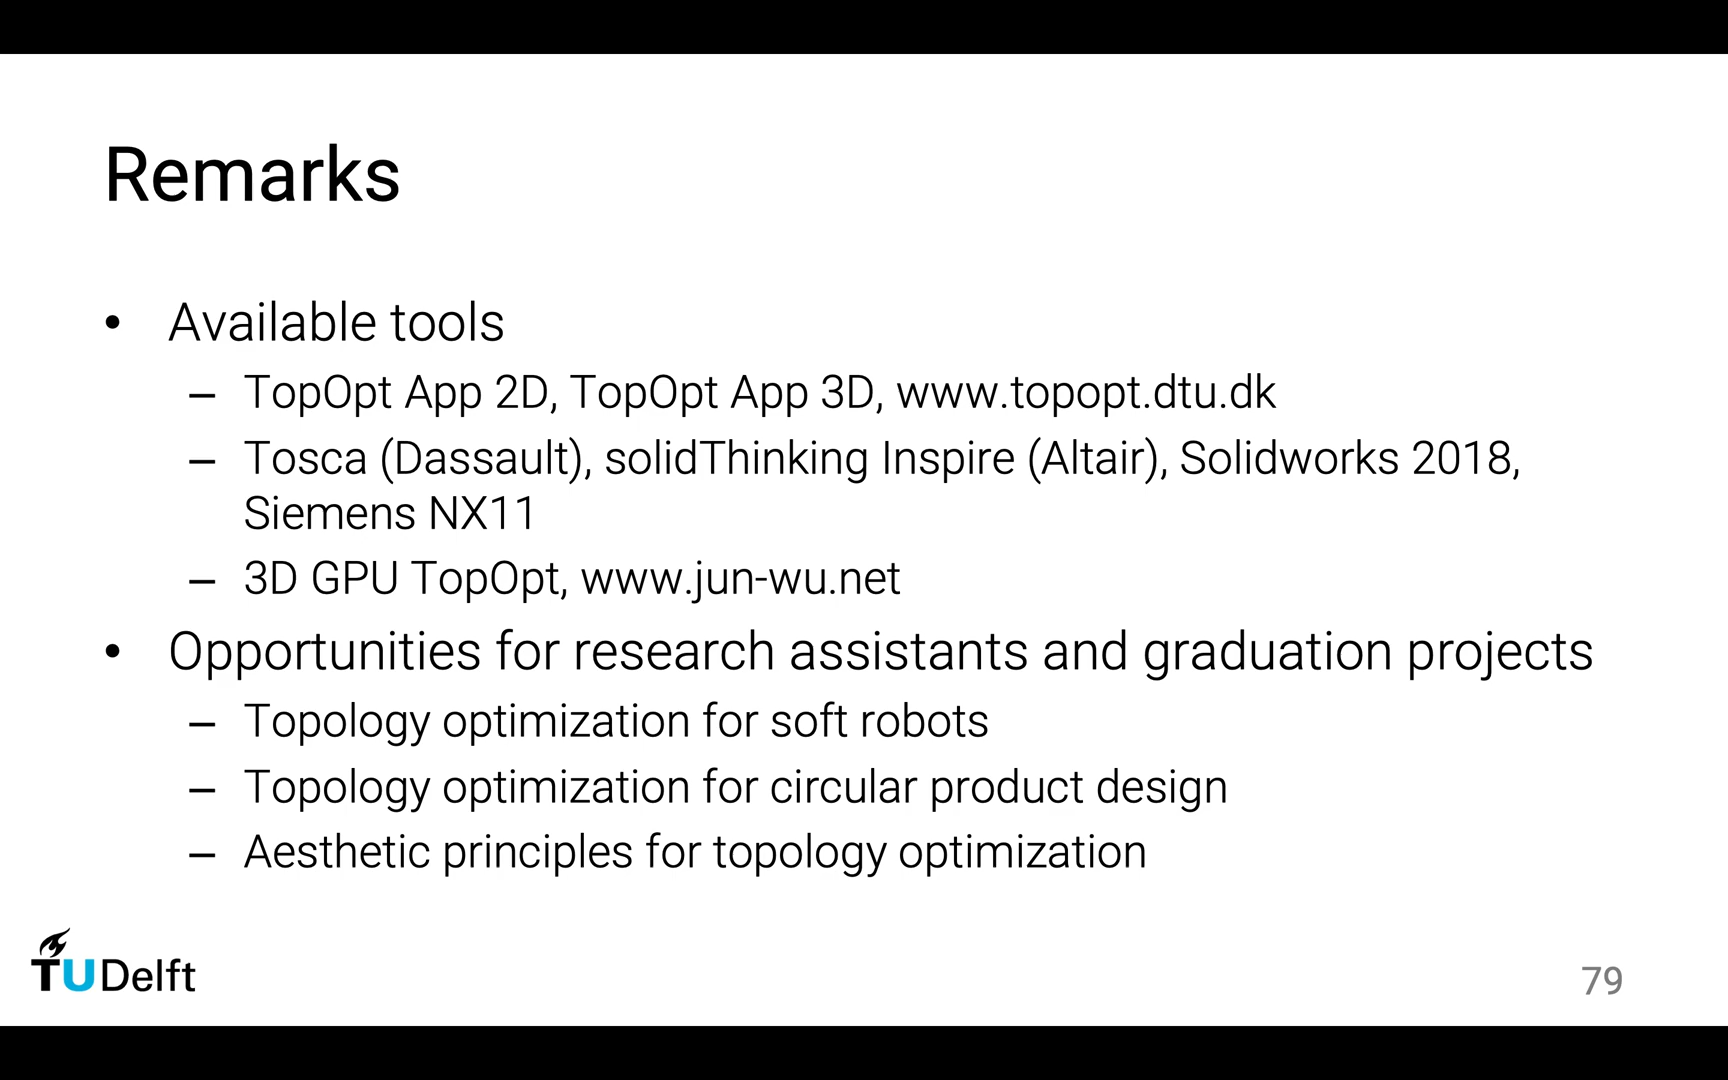 Remarks
• Available tools
– TopOpt App 2D, TopOpt App 3D, www.topopt.dtu.dk
– Tosca (Dassault), solidThinking Inspire (Altair), Solidworks 2018,
Siemens NX11
– 3D GPU TopOpt, www.jun-wu.net
• Opportunities for research assistants and graduation projects
– Topology optimization for soft robots
– Topology optimization for circular product design
– Aesthetic principles for topology optimization
TUDelft
79